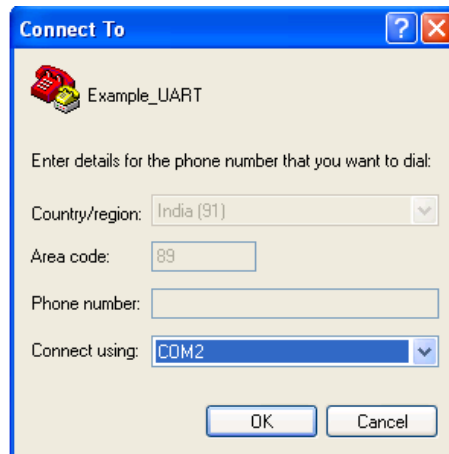 Connect To
Example_UART
Enter details for the phone number that you want to dial:
Country/region: India (91)
Area code: 89
Phone number:
Connect using: COM2
OK Cancel